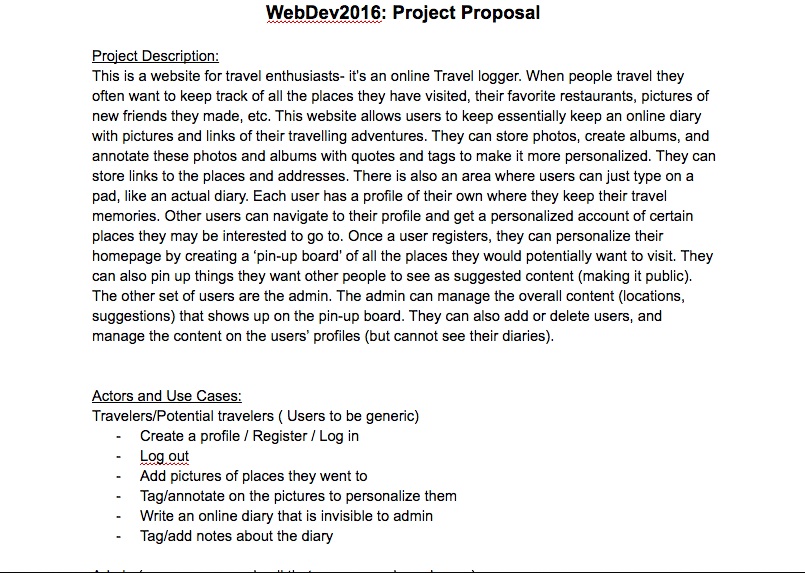 WebDev2016: Project Proposal
Project Description:
This is a website for travel enthusiasts- it's an online Travel logger. When people travel they
often want to keep track of all the places they have visited, their favorite restaurants, pictures of
new friends they made, etc. This website allows users to keep essentially keep an online diary
with pictures and links of their travelling adventures. They can store photos, create albums, and
annotate these photos and albums with quotes and tags to make it more personalized. They can
store links to the places and addresses. There is also an area where users can just type on a
pad, like an actual diary. Each user has a profile of their own where they keep their travel
memories. Other users can navigate to their profile and get a personalized account of certain
places they may be interested to go to. Once a user registers, they can personalize their
homepage by creating a ‘pin-up board’ of all the places they would potentially want to visit. They
can also pin up things they want other people to see as suggested content (making it public).
The other set of users are the admin. The admin can manage the overall content (locations,
suggestions) that shows up on the pin-up board. They can also add or delete users, and
manage the content on the users’ profiles (but cannot see their diaries).
Actors and Use Cases:
Travelers/Potential travelers ( Users to be generic)
- Create a profile / Register / Log in
- Log out
- Add pictures of places they went to
- Tag/annotate on the pictures to personalize them
- Write an online diary that is invisible to admin
- Tag/add notes about the diary